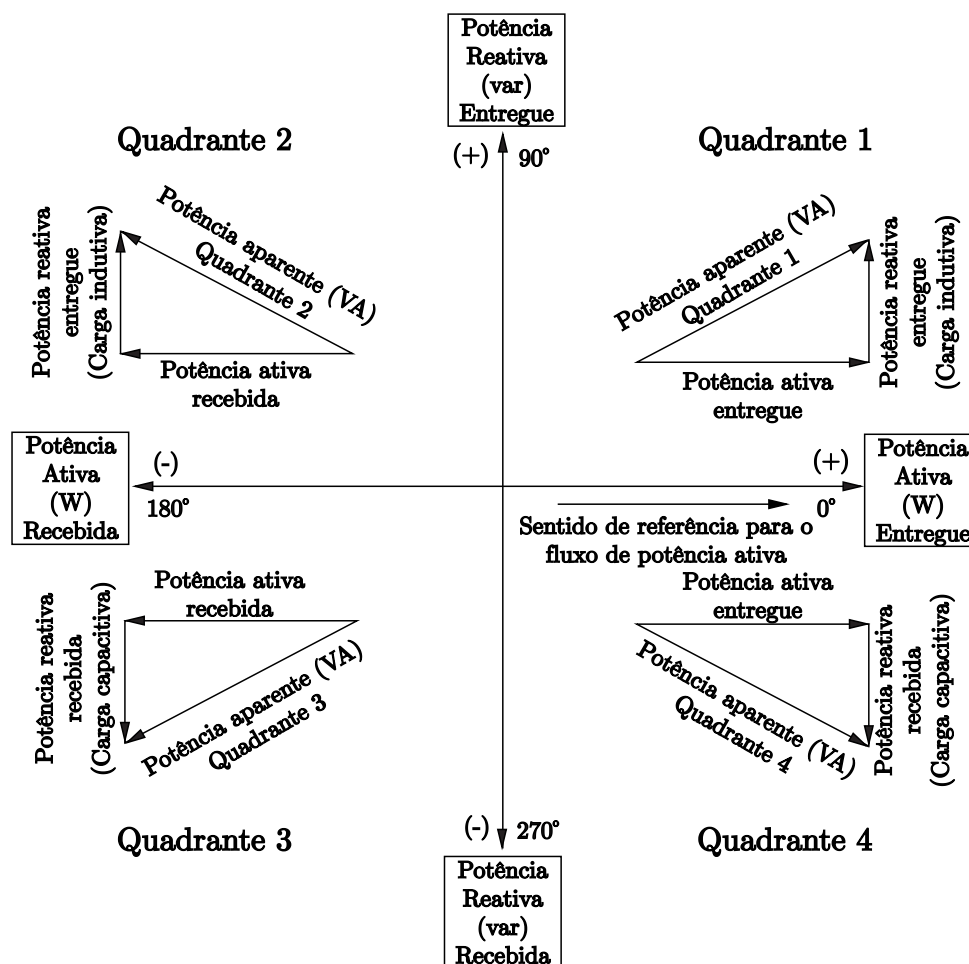 Potência
Reativa
(var)
Entregue
Quadrante 2
Quadrante 1
(+)
90°
Potência reativa
entregue
(Carga indutiva)
Potência aparente (VA)
Quadrante 2
Potência ativa
recebida
Potência aparente (VA)
Quadrante 1
Potência ativa
entregue
Potência reativa
entregue
(Carga indutiva)
Potência
Ativa
(W)
Recebida
(-)
180°
(+)
0°
Potência
Ativa
(W)
Entregue
Sentido de referência para o
fluxo de potência ativa
Potência ativa
recebida
Potência reativa
recebida
(Carga capacitiva)
Potência aparente (VA)
Quadrante 3
Potência ativa
entregue
Potência aparente (VA)
Quadrante 4
Potência reativa
recebida
(Carga capacitiva)
Quadrante 3
(-)
270°
Quadrante 4
Potência
Reativa
(var)
Recebida